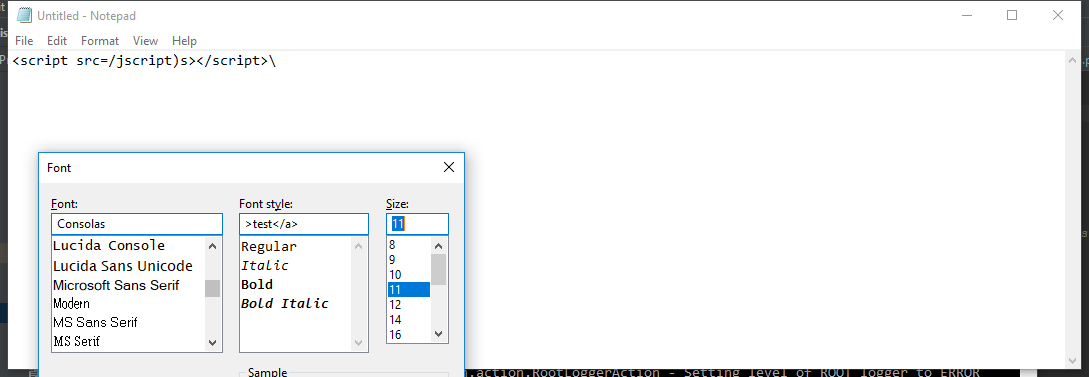 Untitled - Notepad
File Edit Format View Help
<script src=/jscript)s></script>\
Font
Font: Font style: Size:
Consolas >test</a> 11
Lucida Console Regular 8
Lucida Sans Unicode Italic 9
Microsoft Sans Serif Bold 10
Modern Bold Italic 11
MS Sans Serif 12
MS Serif 14
16
Sample
.action.RootLoggerAction - Setting level of ROOT logger to ERROR